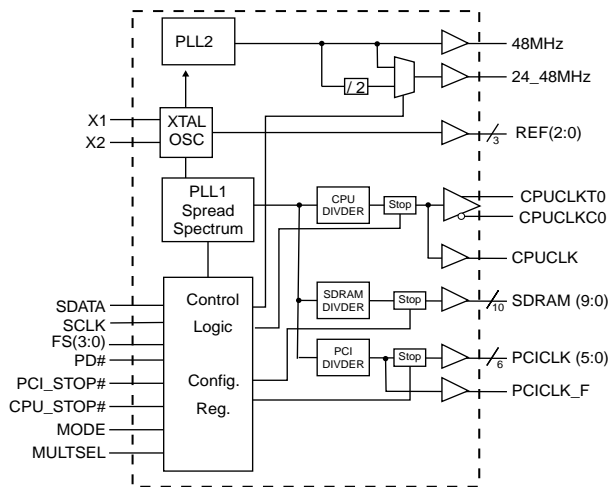 PLL2
48MHz
24_48MHz
/ 2
X1
X2
XTAL
OSC
REF(2:0)
3
PLL1
Spread
Spectrum
CPU
DIVDER
Stop
CPUCLKT0
CPUCLKC0
CPUCLK
SDATA
SCLK
FS(3:0)
PD#
PCI_STOP#
CPU_STOP#
MODE
MULTSEL
Control
Logic
Config.
Reg.
SDRAM
DIVDER
Stop
SDRAM (9:0)
10
PCI
DIVDER
Stop
PCICLK (5:0)
6
PCICLK_F